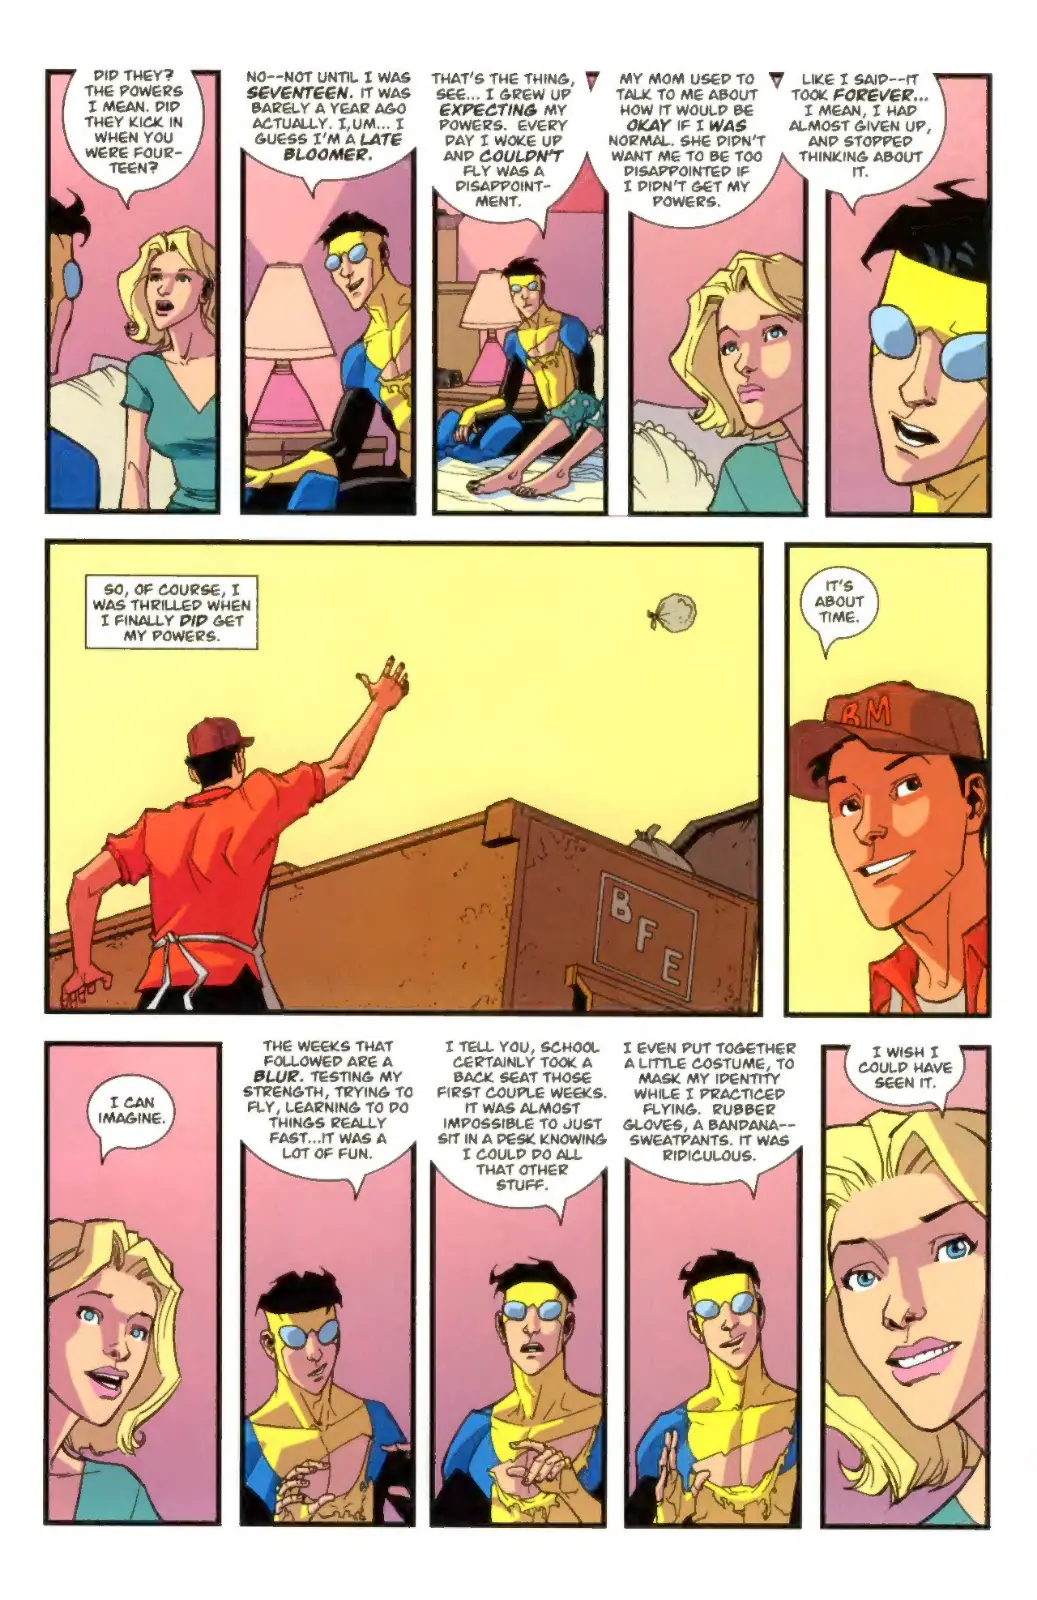 DID THEY?
THE POWERS
I MEAN. DID
THEY KICK IN
WHEN YOU
WERE FOUR-
TEEN?
NO--NOT UNTIL I WAS
SEVENTEEN. IT WAS
BARELY A YEAR AGO
ACTUALLY. I,UM... I
GUESS I'M A LATE
BLOOMER.
THAT'S THE THING,
SEE... I GREW UP
EXPECTING MY
POWERS. EVERY
DAY I WOKE UP
AND COULDN'T
FLY WAS A
DISAPPOINT-
MENT.
MY MOM USED TO
TALK TO ME ABOUT
HOW IT WOULD BE
OKAY IF I WAS
NORMAL. SHE DIDN'T
WANT ME TO BE TOO
DISAPPOINTED IF
I DIDN'T GET MY
POWERS.
LIKE I SAID--IT
TOOK FOREVER...
I MEAN, I HAD
ALMOST GIVEN UP,
AND STOPPED
THINKING ABOUT
IT.
SO, OF COURSE, I
WAS THRILLED WHEN
I FINALLY DID GET
MY POWERS.
BFE
IT'S
ABOUT
TIME.
BM
I CAN
IMAGINE.
THE WEEKS THAT
FOLLOWED ARE A
BLUR. TESTING MY
STRENGTH, TRYING TO
FLY, LEARNING TO DO
THINGS REALLY
FAST...IT WAS A
LOT OF FUN.
I TELL YOU, SCHOOL
CERTAINLY TOOK A
BACK SEAT THOSE
FIRST COUPLE WEEKS.
IT WAS ALMOST
IMPOSSIBLE TO JUST
SIT IN A DESK KNOWING
I COULD DO ALL
THAT OTHER
STUFF.
I EVEN PUT TOGETHER
A LITTLE COSTUME, TO
MASK MY IDENTITY
WHILE I PRACTICED
FLYING. RUBBER
GLOVES, A BANDANA--
SWEATPANTS. IT WAS
RIDICULOUS.
I WISH I
COULD HAVE
SEEN IT.